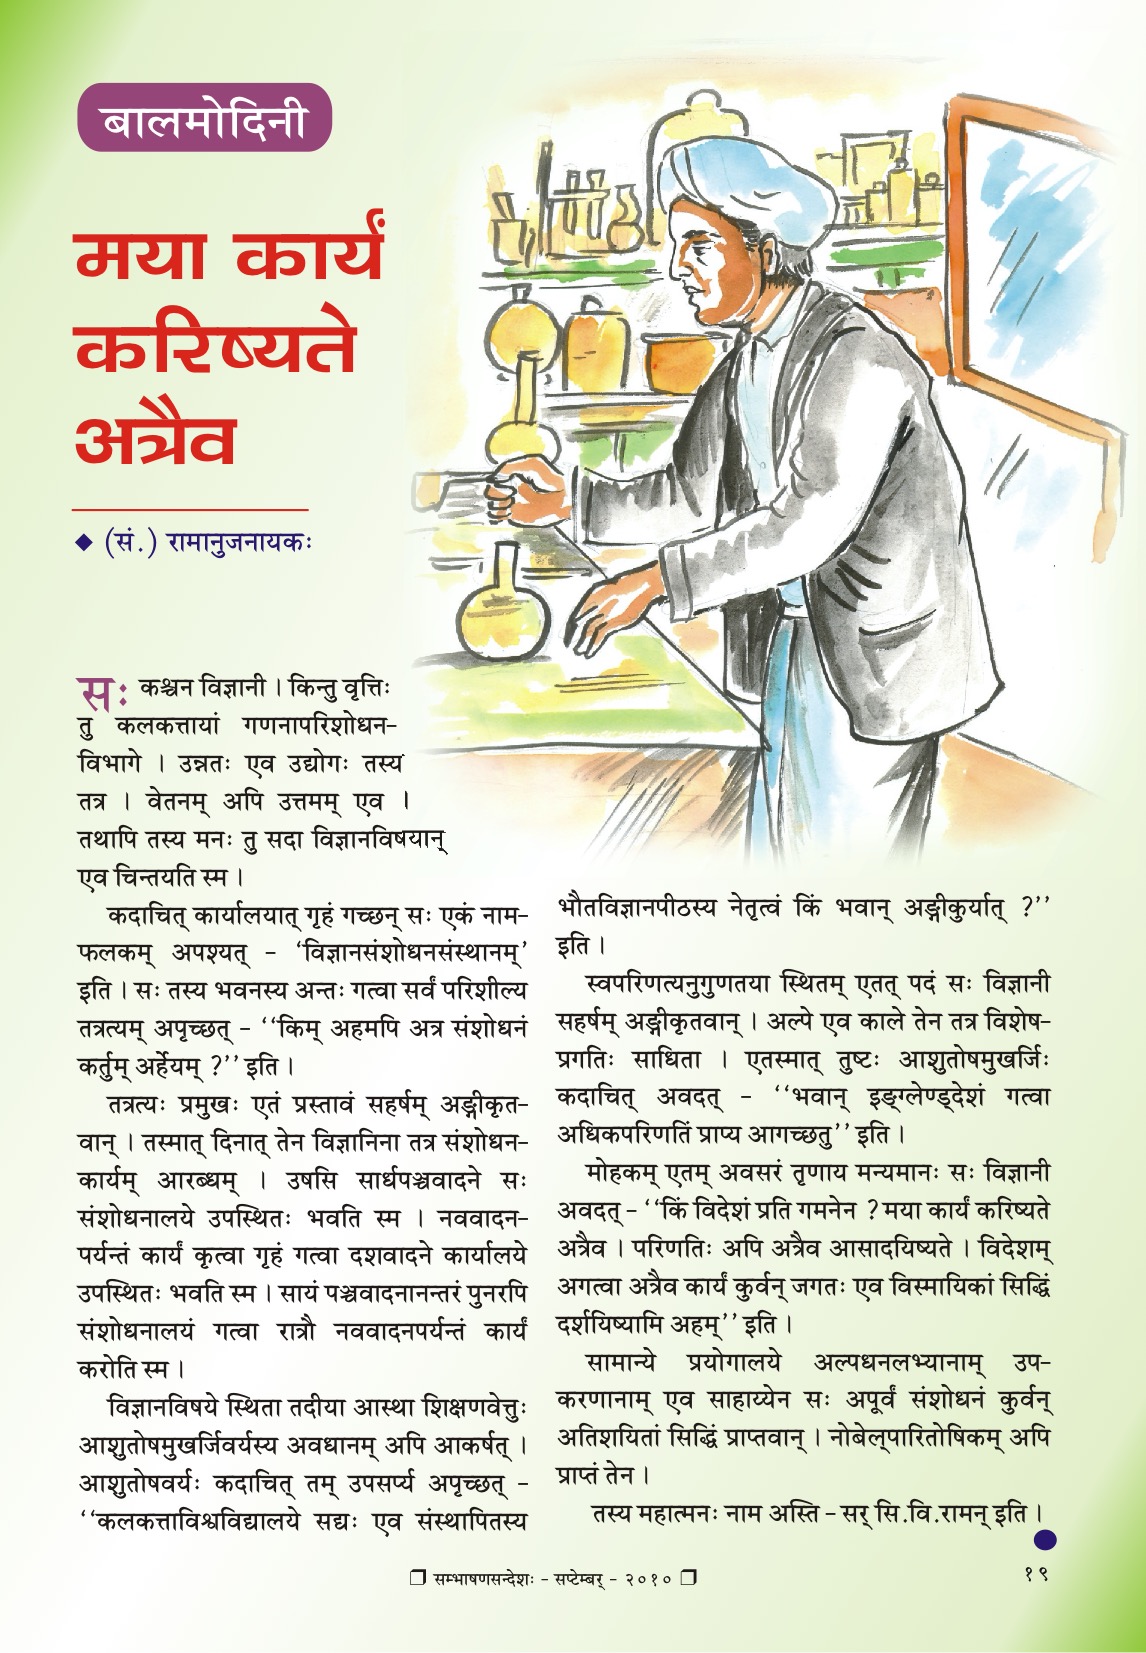 बालमोदिनी
मया कार्यं
करिष्यते
अत्रैव
◆ (सं.) रामानुजनायकः
सः कश्चन विज्ञानी । किन्तु वृत्तिः
तु कलकत्तायां गणनापरिशोधन-
विभागे । उन्नतः एव उद्योगः तस्य
तत्र । वेतनम् अपि उत्तमम् एव ।
तथापि तस्य मनः तु सदा विज्ञानविषयान्
एव चिन्तयति स्म ।
कदाचित् कार्यालयात् गृहं गच्छन् सः एकं नाम-
फलकम् अपश्यत् - ‘विज्ञानसंशोधनसंस्थानम्’
इति । सः तस्य भवनस्य अन्तः गत्वा सर्वं परिशील्य
तत्रत्यम् अपृच्छत् - ‘‘किम् अहमपि अत्र संशोधनं
कर्तुम् अर्हेयम् ?’’ इति ।
तत्रत्यः प्रमुखः एतं प्रस्तावं सहर्षम् अङ्गीकृत-
वान् । तस्मात् दिनात् तेन विज्ञानिना तत्र संशोधन-
कार्यम् आरब्धम् । उषसि सार्धपञ्चवादने सः
संशोधनालये उपस्थितः भवति स्म । नववादन-
पर्यन्तं कार्यं कृत्वा गृहं गत्वा दशवादने कार्यालये
उपस्थितः भवति स्म । सायं पञ्चवादनानन्तरं पुनरपि
संशोधनालयं गत्वा रात्रौ नववादनपर्यन्तं कार्यं
करोति स्म ।
विज्ञानविषये स्थिता तदीया आस्था शिक्षणवेत्तुः
आशुतोषमुखर्जिवर्यस्य अवधानम् अपि आकर्षत् ।
आशुतोषवर्यः कदाचित् तम् उपसर्प्य अपृच्छत् -
‘‘कलकत्ताविश्वविद्यालये सद्यः एव संस्थापितस्य
भौतविज्ञानपीठस्य नेतृत्वं किं भवान् अङ्गीकुर्यात् ?’’
इति ।
स्वपरिणत्यनुगुणतया स्थितम् एतत् पदं सः विज्ञानी
सहर्षम् अङ्गीकृतवान् । अल्पे एव काले तेन तत्र विशेष-
प्रगतिः साधिता । एतस्मात् तुष्टः आशुतोषमुखर्जिः
कदाचित् अवदत् - ‘‘भवान् इङ्ग्लेण्ड्देशं गत्वा
अधिकपरिणतिं प्राप्य आगच्छतु’’ इति ।
मोहकम् एतम् अवसरं तृणाय मन्यमानः सः विज्ञानी
अवदत् - ‘‘किं विदेशं प्रति गमनेन ? मया कार्यं करिष्यते
अत्रैव । परिणतिः अपि अत्रैव आसादयिष्यते । विदेशम्
अगत्वा अत्रैव कार्यं कुर्वन् जगतः एव विस्मायिकां सिद्धिं
दर्शयिष्यामि अहम्’’ इति ।
सामान्ये प्रयोगालये अल्पधनलभ्यानाम् उप-
करणानाम् एव साहाय्येन सः अपूर्वं संशोधनं कुर्वन्
अतिशयितां सिद्धिं प्राप्तवान् । नोबेल्पारितोषिकम् अपि
प्राप्तं तेन ।
तस्य महात्मनः नाम अस्ति - सर् सि.वि.रामन् इति ।
❐ सम्भाषणसन्देशः - सप्टेम्बर् - २०१० ❐
१९